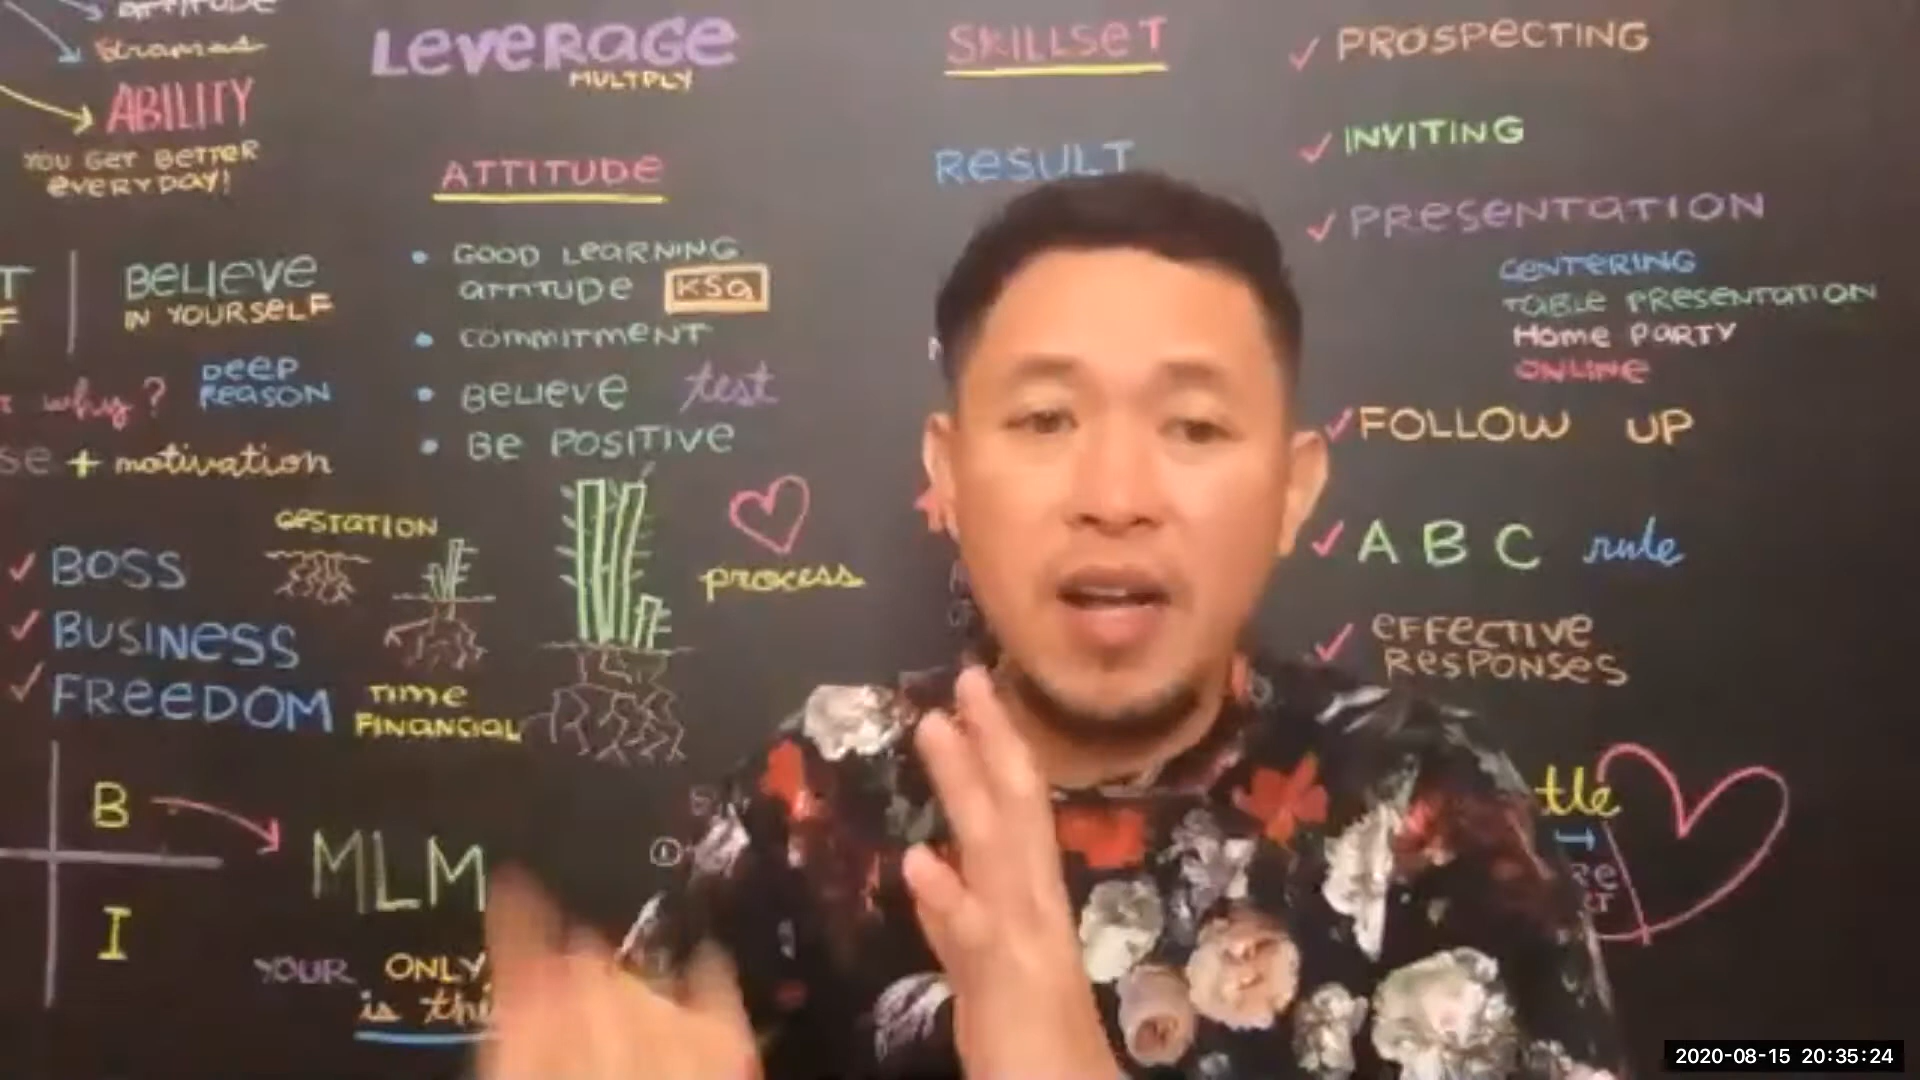 ATTITUDE
ABILITY
YOU GET BETTER
EVERYDAY!
BELIEVE
IN YOURSELF
why?
DEEP
REASON
+ motivation
GESTATION
BOSS
BUSINESS
FREEDOM
TIME
FINANCIAL
B
I
MLM
YOUR ONLY
is
LEVERAGE
MULTPLY
ATTITUDE
GOOD LEARNING
ATTITUDE KSA
COMMITMENT
BELIEVE test
BE POSITIVE
process
SKILLSET
RESULT
PROSPECTING
INVITING
PRESENTATION
CENTERING
TABLE PRESENTATION
HOME PARTY
ONLINE
FOLLOW UP
A B C rule
EFFECTIVE
RESPONSES
2020-08-15 20:35:24